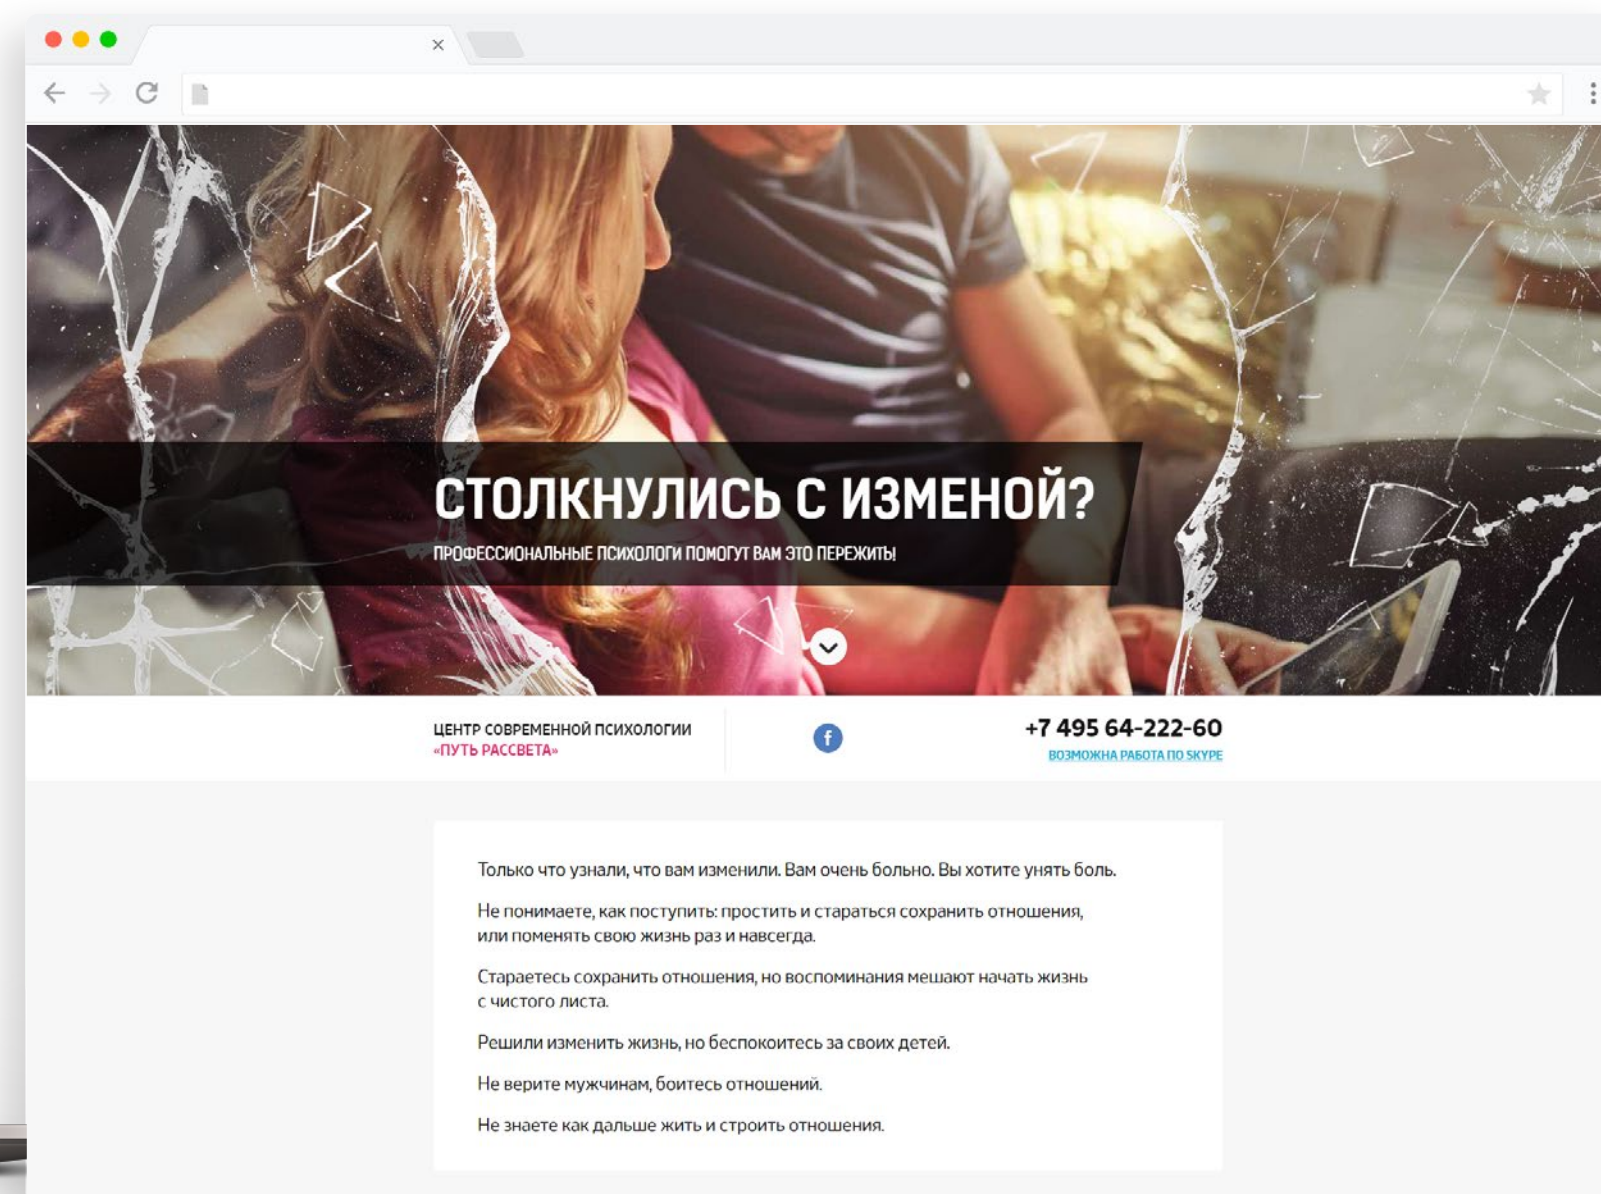 СТОЛКНУЛИСЬ С ИЗМЕНОЙ?
ПРОФЕССИОНАЛЬНЫЕ ПСИХОЛОГИ ПОМОГУТ ВАМ ЭТО ПЕРЕЖИТЬ!
ЦЕНТР СОВРЕМЕННОЙ ПСИХОЛОГИИ
«ПУТЬ РАССВЕТА»
f
+7 495 64-222-60
ВОЗМОЖНА РАБОТА ПО SKYPE
Только что узнали, что вам изменили. Вам очень больно. Вы хотите унять боль.
Не понимаете, как поступить: простить и стараться сохранить отношения,
или поменять свою жизнь раз и навсегда.
Стараетесь сохранить отношения, но воспоминания мешают начать жизнь
с чистого листа.
Решили изменить жизнь, но беспокоитесь за своих детей.
Не верите мужчинам, боитесь отношений.
Не знаете как дальше жить и строить отношения.